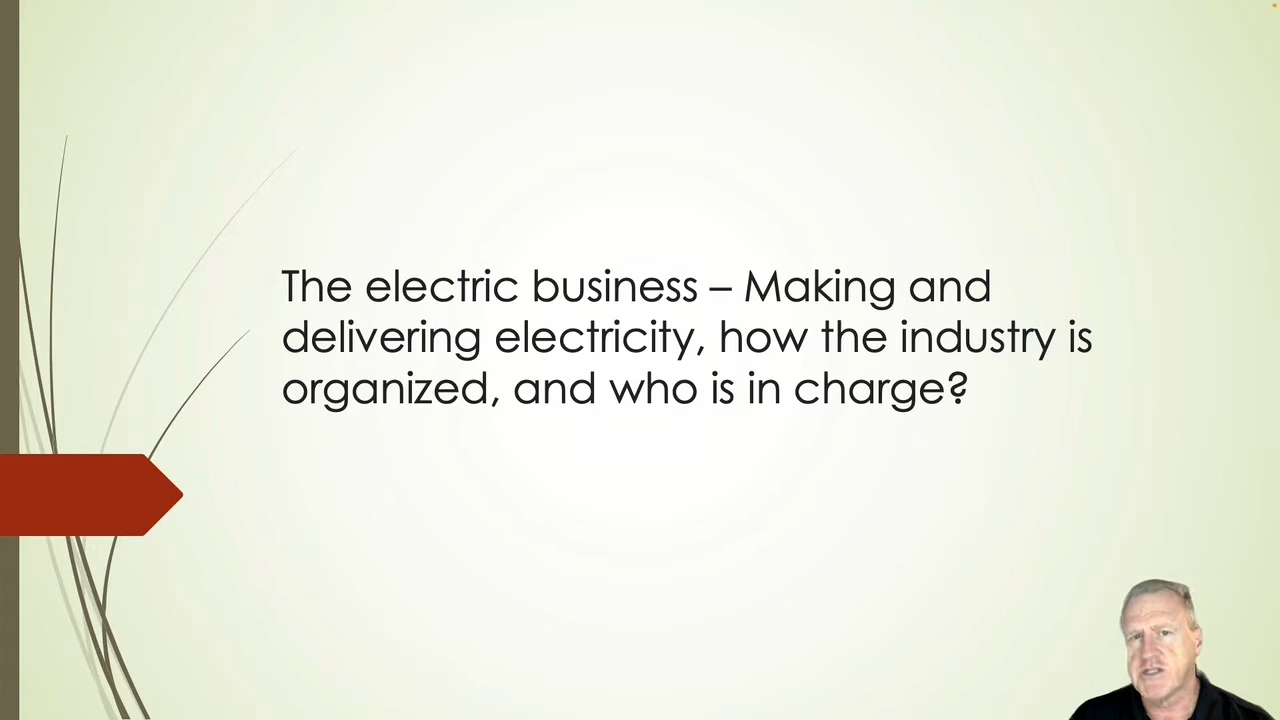 The electric business – Making and
delivering electricity, how the industry is
organized, and who is in charge?